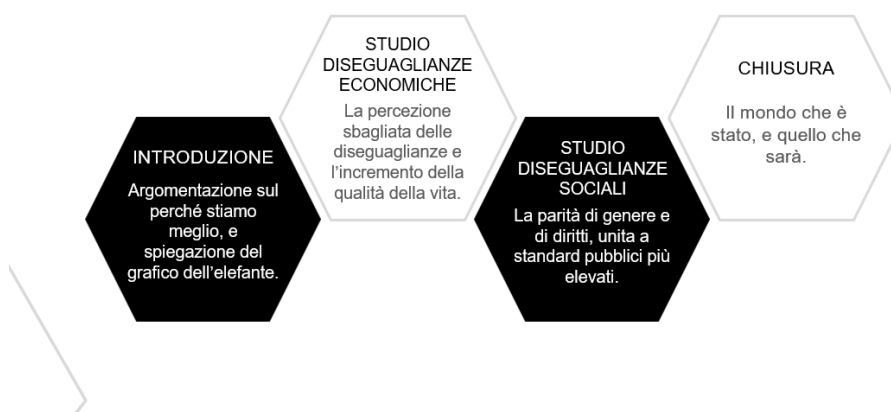 INTRODUZIONE
Argomentazione sul
perché stiamo
meglio, e
spiegazione del
grafico dell'elefante.
STUDIO
DISEGUAGLIANZE
ECONOMICHE
La percezione
sbagliata delle
diseguaglianze e
l'incremento della
qualità della vita.
STUDIO
DISEGUAGLIANZE
SOCIALI
La parità di genere e
di diritti, unita a
standard pubblici più
elevati.
CHIUSURA
Il mondo che è
stato, e quello che
sarà.